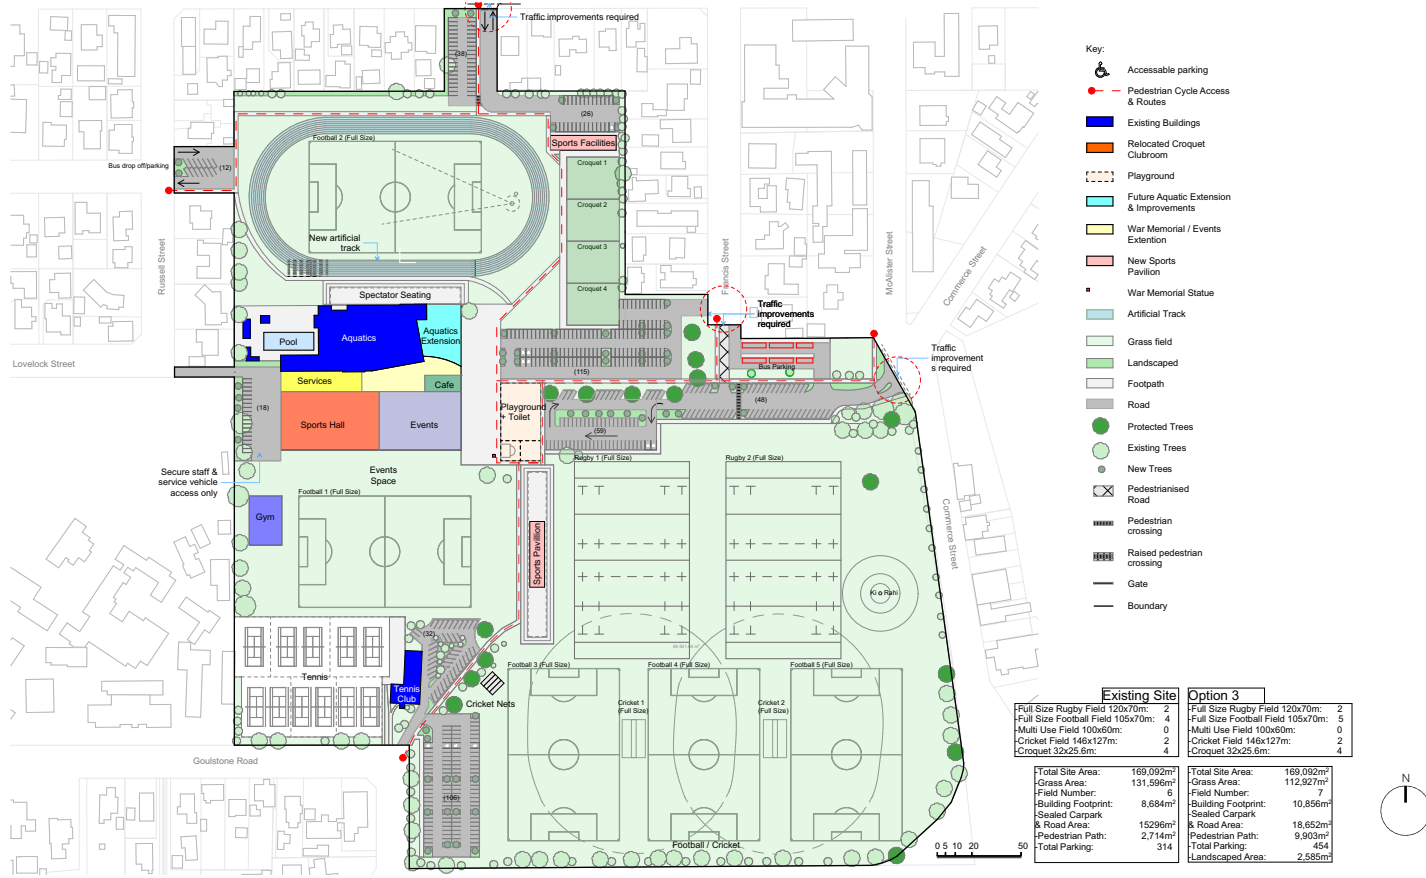 Traffic improvements required
(38)
(26)
Sports Facilities
Football 2 (Full Size)
Bus drop off/parking
(12)
Croquet 1
Croquet 2
Croquet 3
Croquet 4
New artificial
track
Russell Street
Francis Street
McAlister Street
Commerce Street
Spectator Seating
Traffic
improvements
required
Pool
Aquatics
Aquatics
Extension
Lovelock Street
Services
Cafe
(115)
Bus Parking
Traffic
improvement
s required
(18)
Sports Hall
Events
Playground
+ Toilet
(48)
(59)
Secure staff &
service vehicle
access only
Events
Space
Rugby 1 (Full Size)
Rugby 2 (Full Size)
Football 1 (Full Size)
Gym
Sports Pavillion
Commerce Street
Ki o Rahi
(32)
Tennis
Tennis
Club
Cricket Nets
Football 3 (Full Size)
Football 4 (Full Size)
Football 5 (Full Size)
Cricket 1
(Full Size)
Cricket 2
(Full Size)
Goulstone Road
(106)
Football / Cricket
0 5 10 20 50
Key:
Accessable parking
Pedestrian Cycle Access
& Routes
Existing Buildings
Relocated Croquet
Clubroom
Playground
Future Aquatic Extension
& Improvements
War Memorial / Events
Extention
New Sports
Pavilion
War Memorial Statue
Artificial Track
Grass field
Landscaped
Footpath
Road
Protected Trees
Existing Trees
New Trees
Pedestrianised
Road
Pedestrian
crossing
Raised pedestrian
crossing
Gate
Boundary
Existing Site
-Full Size Rugby Field 120x70m: 2
-Full Size Football Field 105x70m: 4
-Multi Use Field 100x60m: 0
-Cricket Field 146x127m: 2
-Croquet 32x25.6m: 4
-Total Site Area: 169,092m²
-Grass Area: 131,596m²
-Field Number: 6
-Building Footprint: 8,684m²
-Sealed Carpark
& Road Area: 15296m²
-Pedestrian Path: 2,714m²
-Total Parking: 314
Option 3
-Full Size Rugby Field 120x70m: 2
-Full Size Football Field 105x70m: 5
-Multi Use Field 100x60m: 0
-Cricket Field 146x127m: 2
-Croquet 32x25.6m: 4
-Total Site Area: 169,092m²
-Grass Area: 112,927m²
-Field Number: 7
-Building Footprint: 10,856m²
-Sealed Carpark
& Road Area: 18,652m²
-Pedestrian Path: 9,903m²
-Total Parking: 454
-Landscaped Area: 2,585m²
N